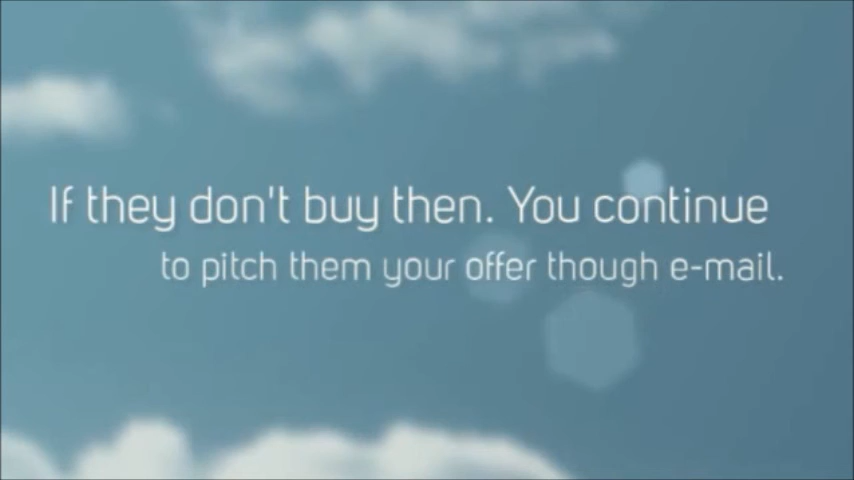 If they don't buy then. You continue
to pitch them your offer though e-mail.